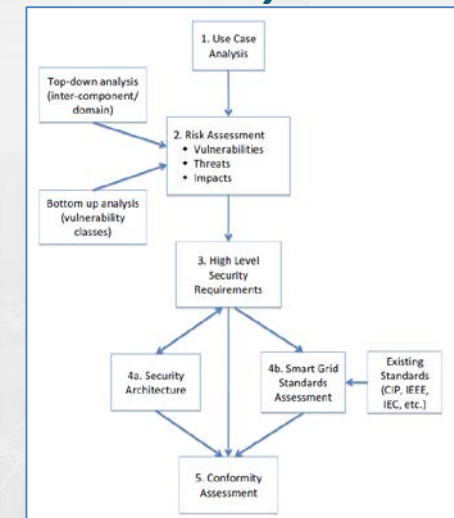 1. Use Case
Analysis
Top-down analysis
(inter-component/
domain)
2. Risk Assessment
• Vulnerabilities
• Threats
• Impacts
Bottom up analysis
(vulnerability
classes)
3. High Level
Security
Requirements
4a. Security
Architecture
4b. Smart Grid
Standards
Assessment
Existing
Standards
(CIP, IEEE,
IEC, etc.)
5. Conformity
Assessment